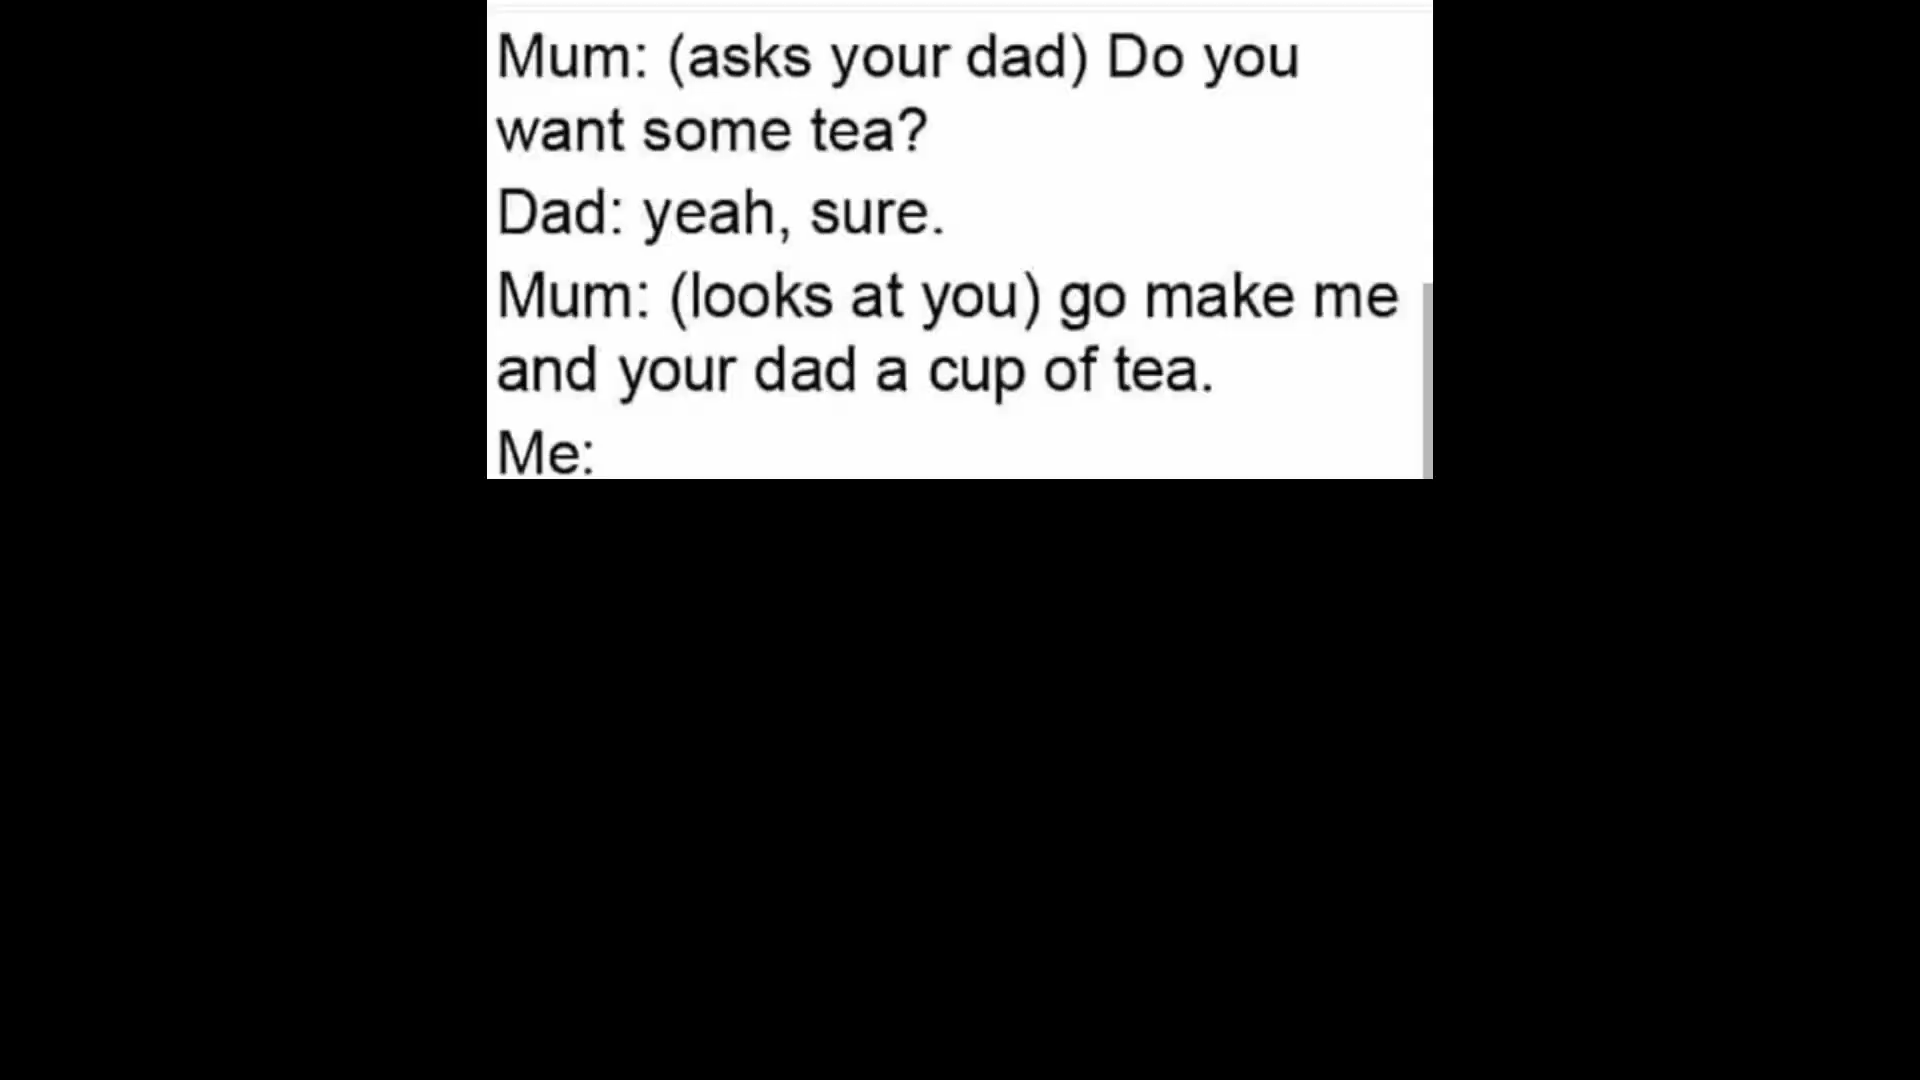 Mum: (asks your dad) Do you
want some tea?
Dad: yeah, sure.
Mum: (looks at you) go make me
and your dad a cup of tea.
Me: